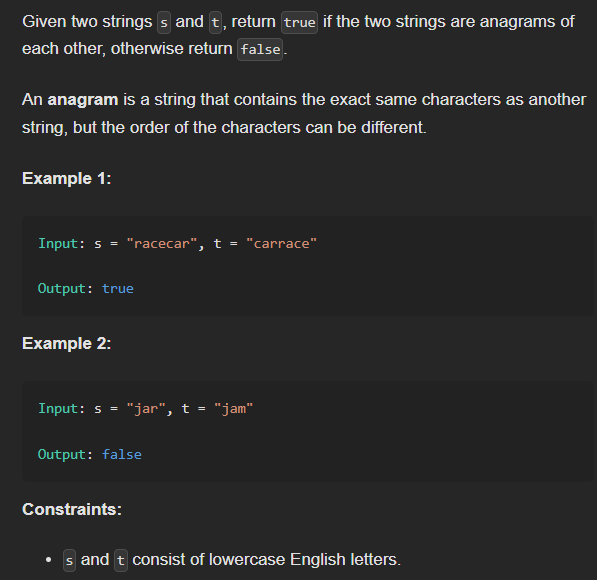 Given two strings s and t, return true if the two strings are anagrams of
each other, otherwise return false.
An anagram is a string that contains the exact same characters as another
string, but the order of the characters can be different.
Example 1:
Input: s = "racecar", t = "carrace"
Output: true
Example 2:
Input: s = "jar", t = "jam"
Output: false
Constraints:
• s and t consist of lowercase English letters.